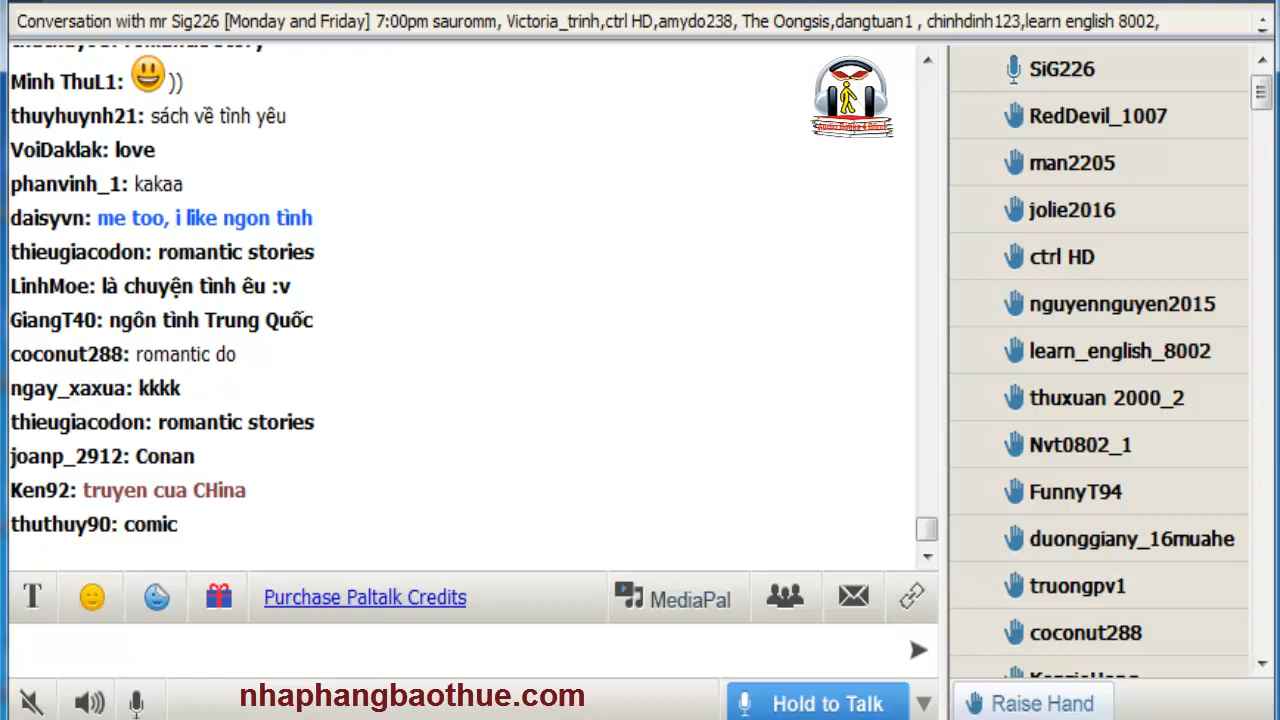 Conversation with mr Sig226 [Monday and Friday] 7:00pm sauromm, Victoria_trinh,ctrl HD,amydo238, The Oongsis,dangtuan1 , chinhdinh123,learn english 8002,
Minh ThuL1: ))
thuyhuynh21: sách về tình yêu
VoiDaklak: love
phanvinh_1: kakaa
daisyvn: me too, i like ngon tình
thieugiacodon: romantic stories
LinhMoe: là chuyện tình êu :v
GiangT40: ngôn tình Trung Quốc
coconut288: romantic do
ngay_xaxua: kkkk
thieugiacodon: romantic stories
joanp_2912: Conan
Ken92: truyen cua CHina
thuthuy90: comic
SiG226
RedDevil_1007
man2205
jolie2016
ctrl HD
nguyennguyen2015
learn_english_8002
thuxuan 2000_2
Nvt0802_1
FunnyT94
duonggiany_16muahe
truongpv1
coconut288
T
Purchase Paltalk Credits
MediaPal
nhaphangbaothue.com
Hold to Talk
Raise Hand